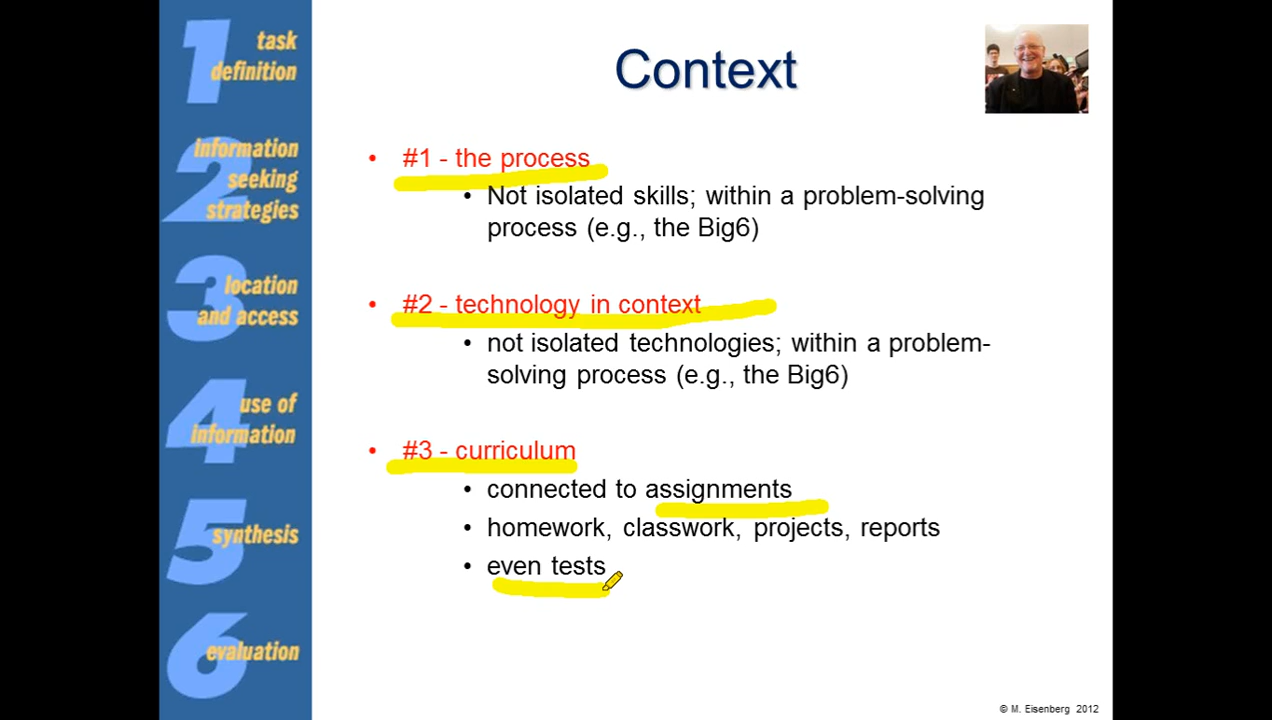 1 task
definition
2 information
seeking
strategies
3 location
and access
4 use of
information
5 synthesis
6 evaluation
Context
• #1 - the process
• Not isolated skills; within a problem-solving
process (e.g., the Big6)
• #2 - technology in context
• not isolated technologies; within a problem-
solving process (e.g., the Big6)
• #3 - curriculum
• connected to assignments
• homework, classwork, projects, reports
• even tests
© M. Eisenberg 2012